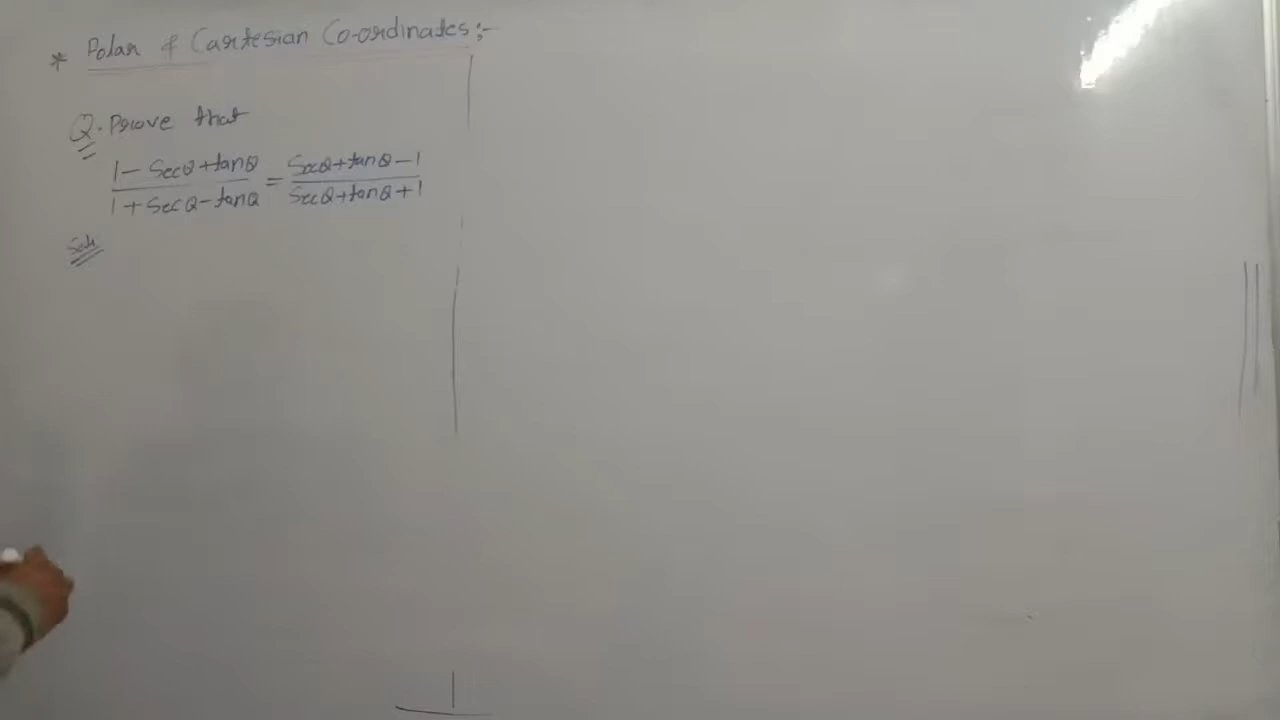 * Polar & Cartesian Co-ordinates:-
Q. Prove that
1 - Secθ + tanθ / 1 + Secθ - tanθ = Secθ + tanθ - 1 / Secθ + tanθ + 1
Sol: